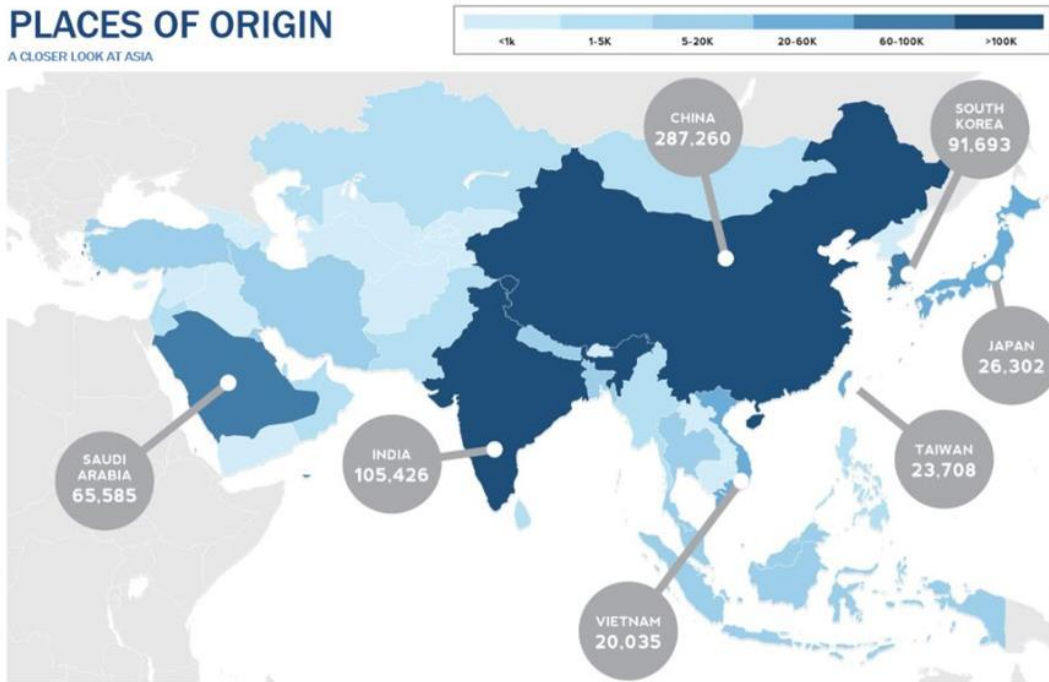 PLACES OF ORIGIN
A CLOSER LOOK AT ASIA
<1k 1-5K 5-20K 20-60K 60-100K >100K
CHINA
287,260
SOUTH
KOREA
91,693
JAPAN
26,302
TAIWAN
23,708
SAUDI
ARABIA
65,585
INDIA
105,426
VIETNAM
20,035